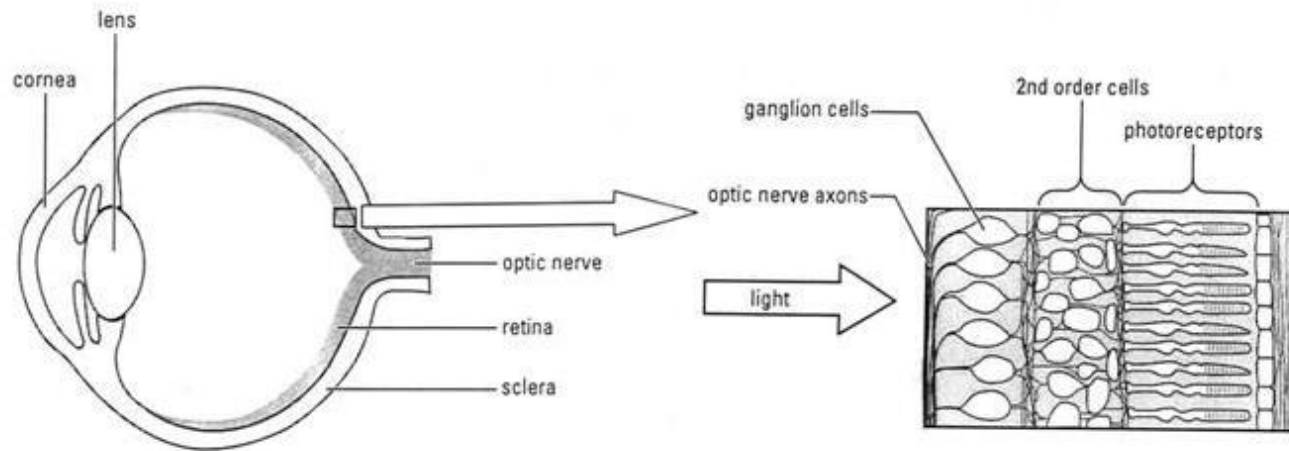 lens
cornea
2nd order cells
ganglion cells
photoreceptors
optic nerve axons
optic nerve
light
retina
sclera